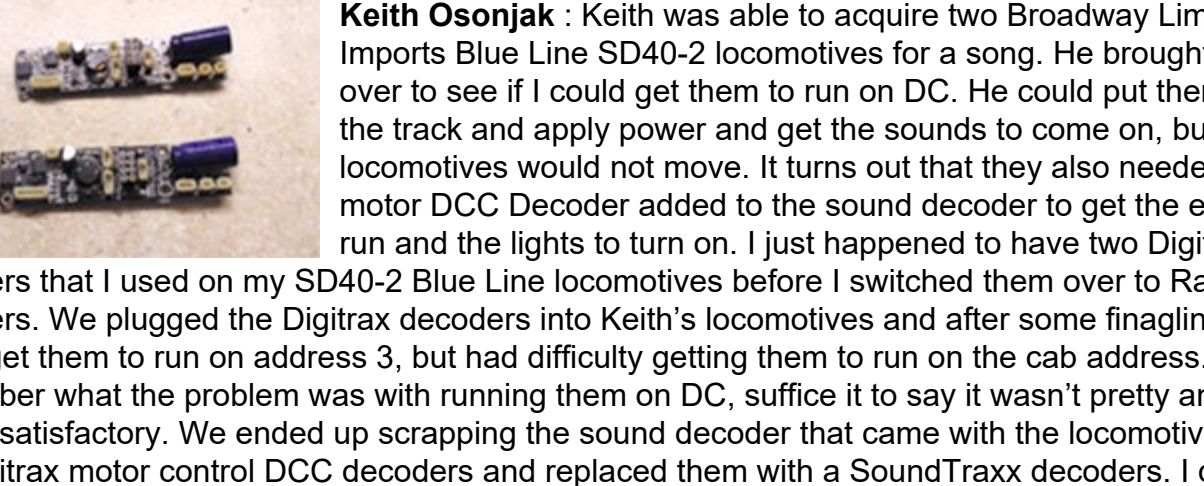 Keith Osonjak : Keith was able to acquire two Broadway Lim
Imports Blue Line SD40-2 locomotives for a song. He brought
over to see if I could get them to run on DC. He could put ther
the track and apply power and get the sounds to come on, bu
locomotives would not move. It turns out that they also neede
motor DCC Decoder added to the sound decoder to get the e
run and the lights to turn on. I just happened to have two Digi
ers that I used on my SD40-2 Blue Line locomotives before I switched them over to Ra
ers. We plugged the Digitrax decoders into Keith’s locomotives and after some finaglin
get them to run on address 3, but had difficulty getting them to run on the cab address.
ber what the problem was with running them on DC, suffice it to say it wasn’t pretty ar
satisfactory. We ended up scrapping the sound decoder that came with the locomotiv
itrax motor control DCC decoders and replaced them with a SoundTraxx decoders. I